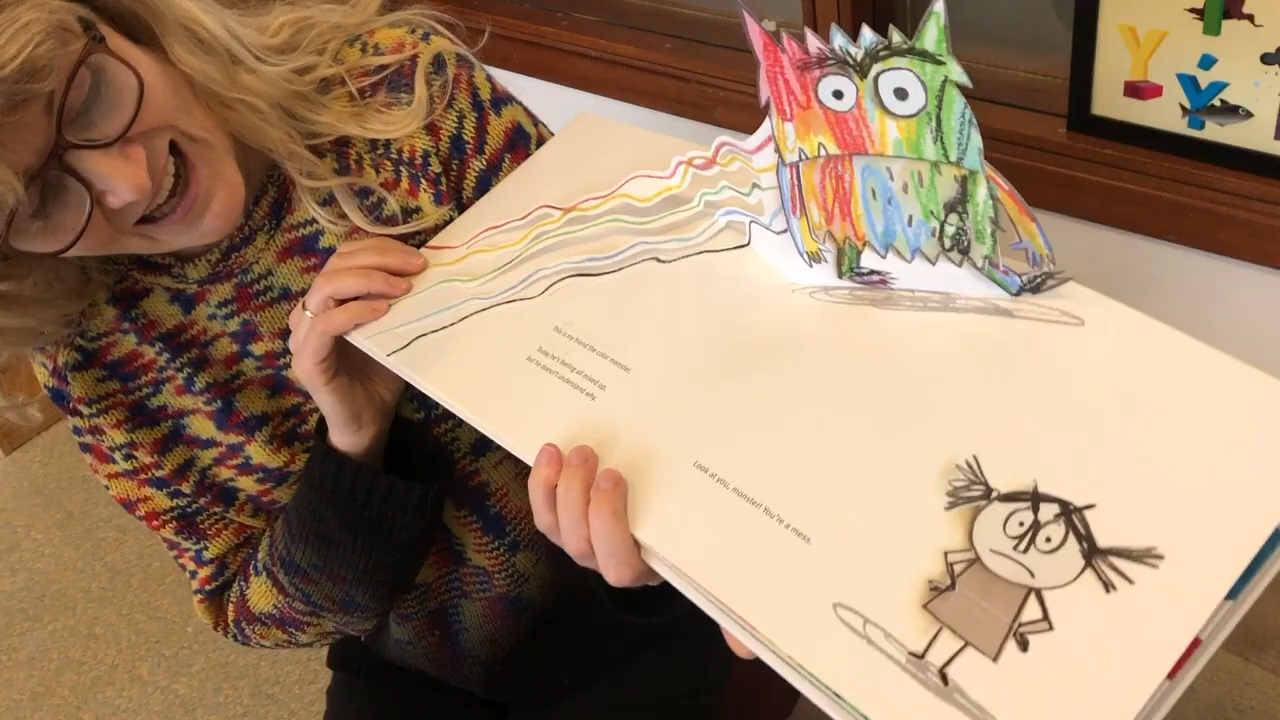 This is my friend the color monster.
Today he's feeling all mixed up,
but he doesn't understand why.
Look at you, monster! You're a mess.
Y
Ý